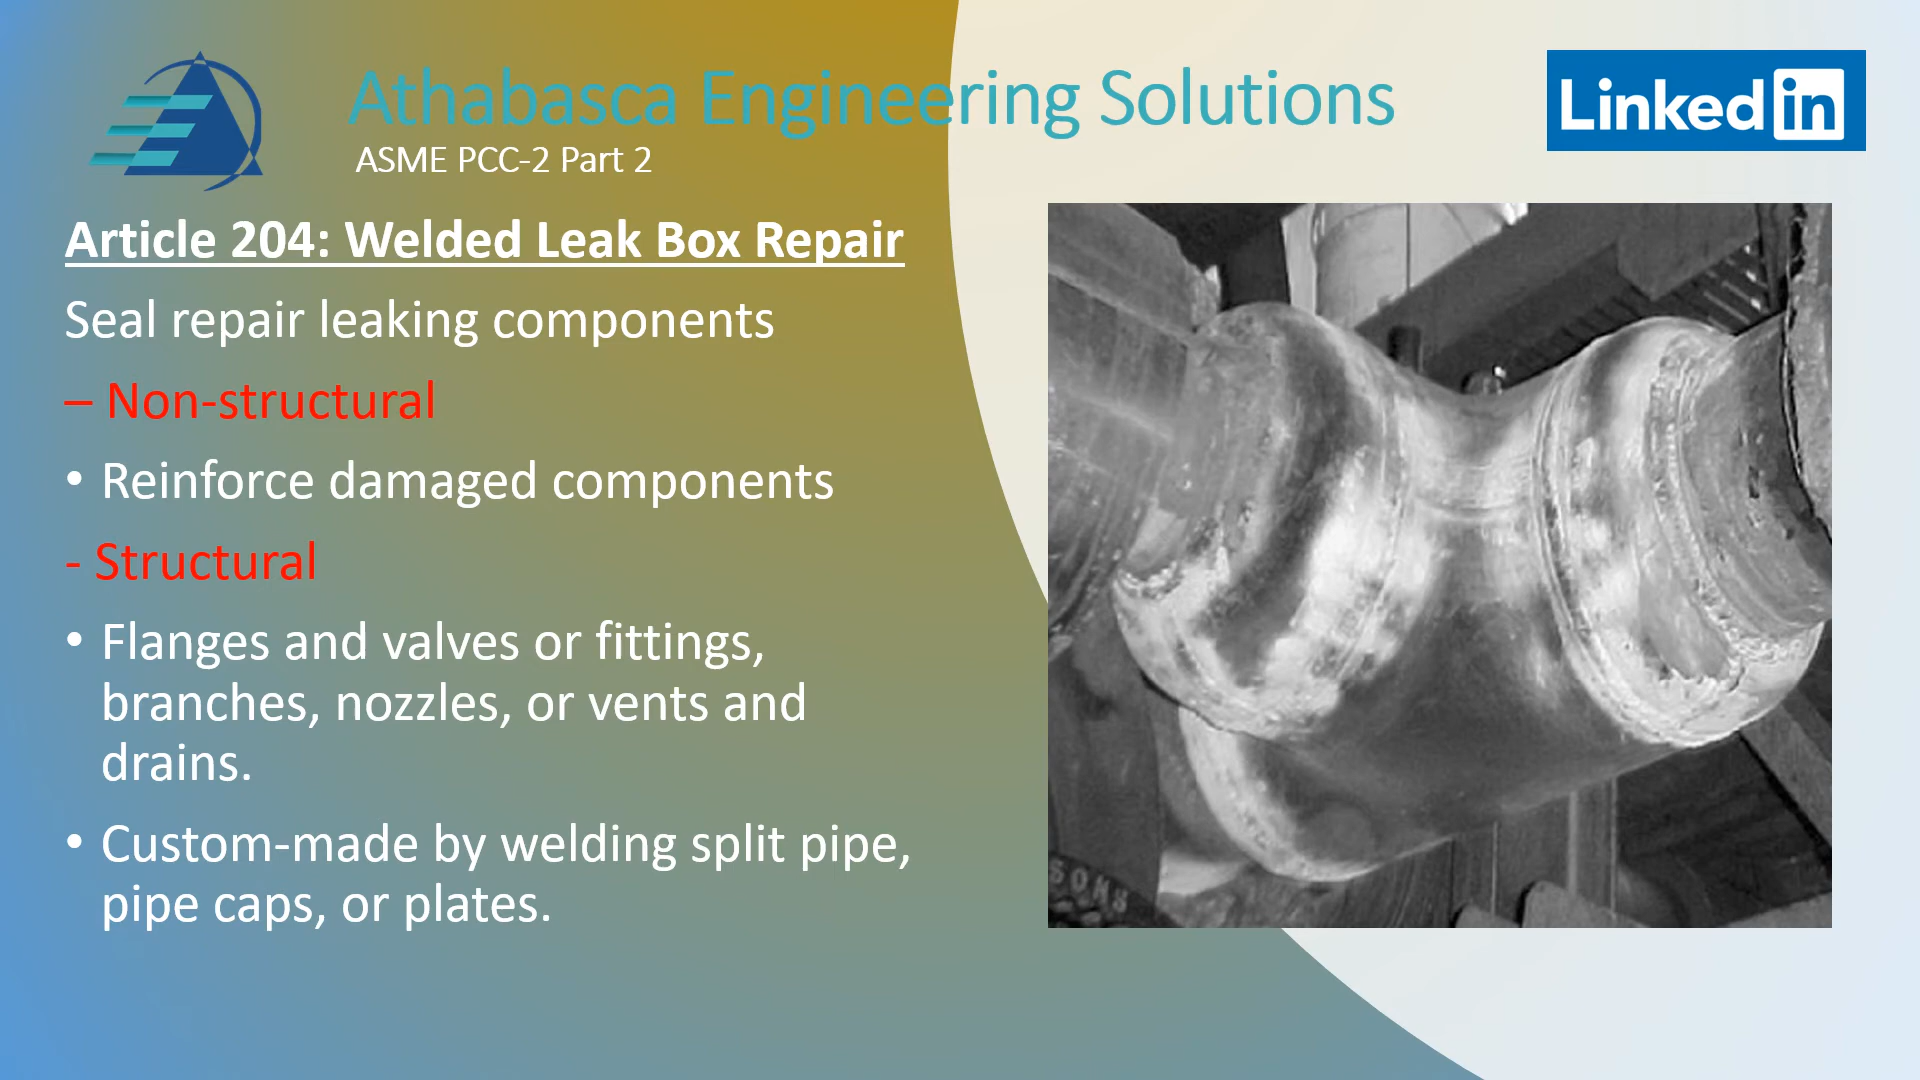 Athabasca Engineering Solutions
ASME PCC-2 Part 2
LinkedIn
Article 204: Welded Leak Box Repair
Seal repair leaking components
– Non-structural
• Reinforce damaged components
- Structural
• Flanges and valves or fittings,
branches, nozzles, or vents and
drains.
• Custom-made by welding split pipe,
pipe caps, or plates.
SONS